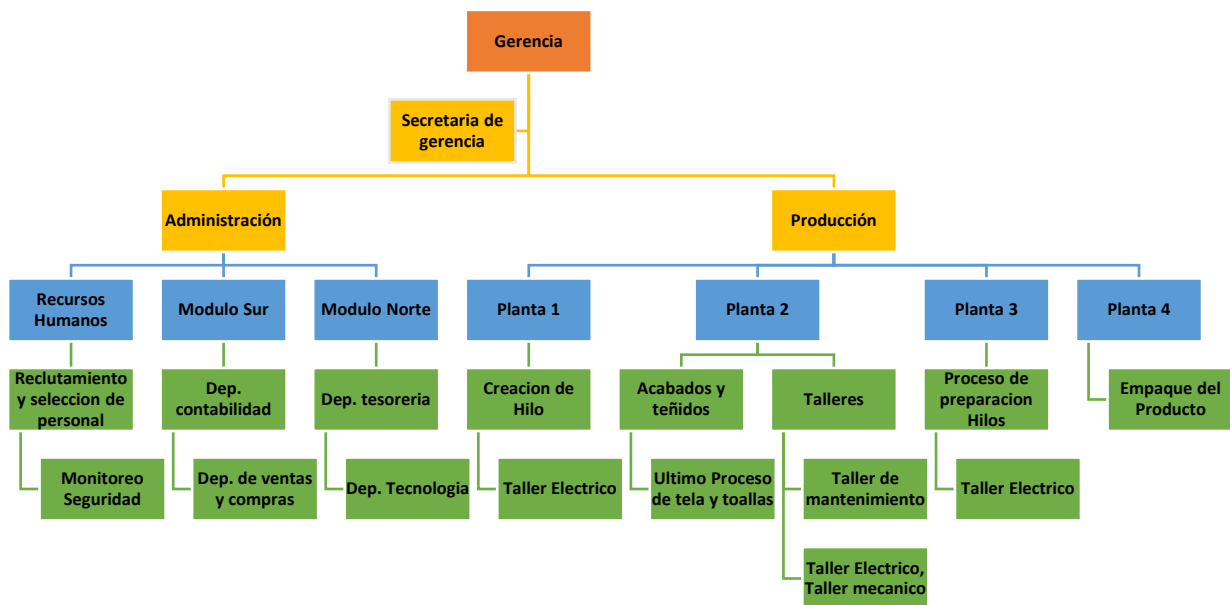 Gerencia
Secretaria de
gerencia
Administración
Producción
Recursos
Humanos
Modulo Sur
Modulo Norte
Planta 1
Planta 2
Planta 3
Planta 4
Reclutamiento
y seleccion de
personal
Dep.
contabilidad
Dep. tesoreria
Creacion de
Hilo
Acabados y
teñidos
Talleres
Proceso de
preparacion
Hilos
Empaque del
Producto
Monitoreo
Seguridad
Dep. de ventas
y compras
Dep. Tecnologia
Taller Electrico
Ultimo Proceso
de tela y toallas
Taller de
mantenimiento
Taller Electrico
Taller Electrico,
Taller mecanico